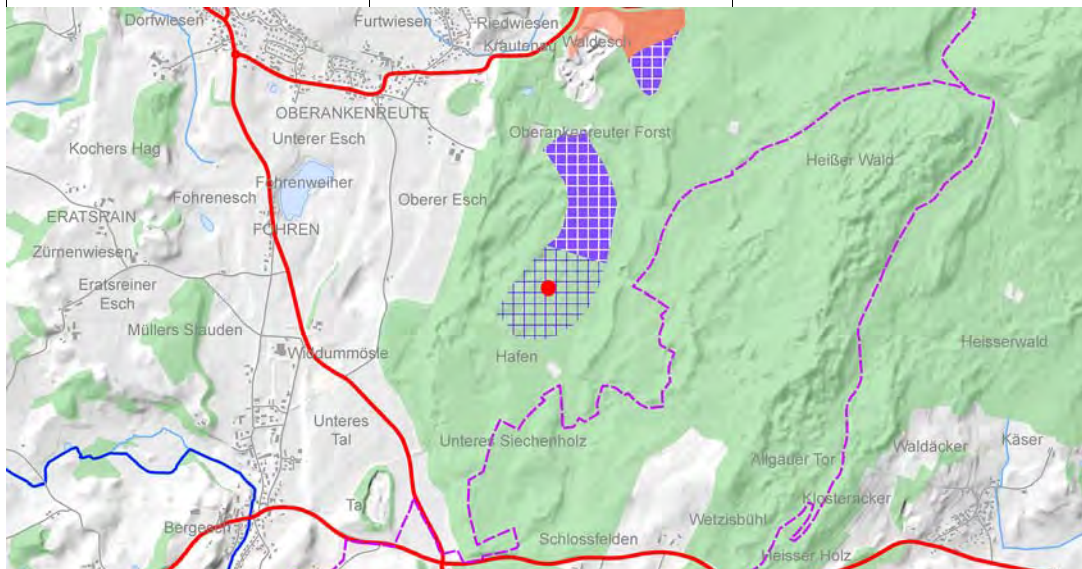 Dorfwiesen
Furtwiesen
Riedwiesen
Krautenau
Waldesch
OBERANKENREUTE
Unterer Esch
Oberankenreuter Forst
Kochers Hag
Heißer Wald
Fohrenweiher
Fohrenesch
Oberer Esch
ERATSRAIN
FOHREN
Zürnenwiesen
Eratsreiner
Esch
Müllers Stauden
Widdummösle
Hafen
Heisserwald
Unteres
Tal
Unteres Siechenholz
Waldäcker
Käser
Allgäuer Tor
Klosteräcker
Tal
Bergesch
Wetzisbühl
Schlossfelden
Heisser Holz